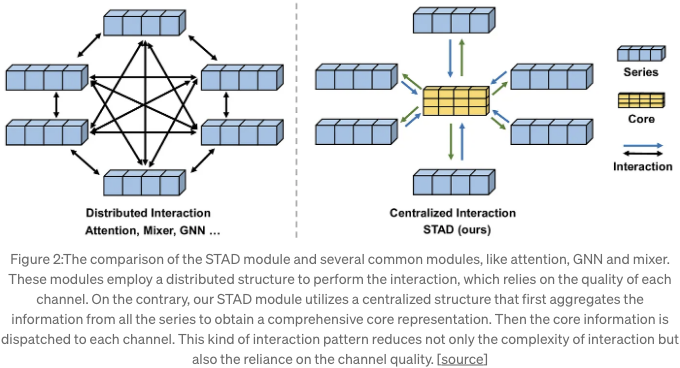 Distributed Interaction
Attention, Mixer, GNN ...
Centralized Interaction
STAD (ours)
Series
Core
Interaction
Figure 2:The comparison of the STAD module and several common modules, like attention, GNN and mixer.
These modules employ a distributed structure to perform the interaction, which relies on the quality of each
channel. On the contrary, our STAD module utilizes a centralized structure that first aggregates the
information from all the series to obtain a comprehensive core representation. Then the core information is
dispatched to each channel. This kind of interaction pattern reduces not only the complexity of interaction but
also the reliance on the channel quality. [source]